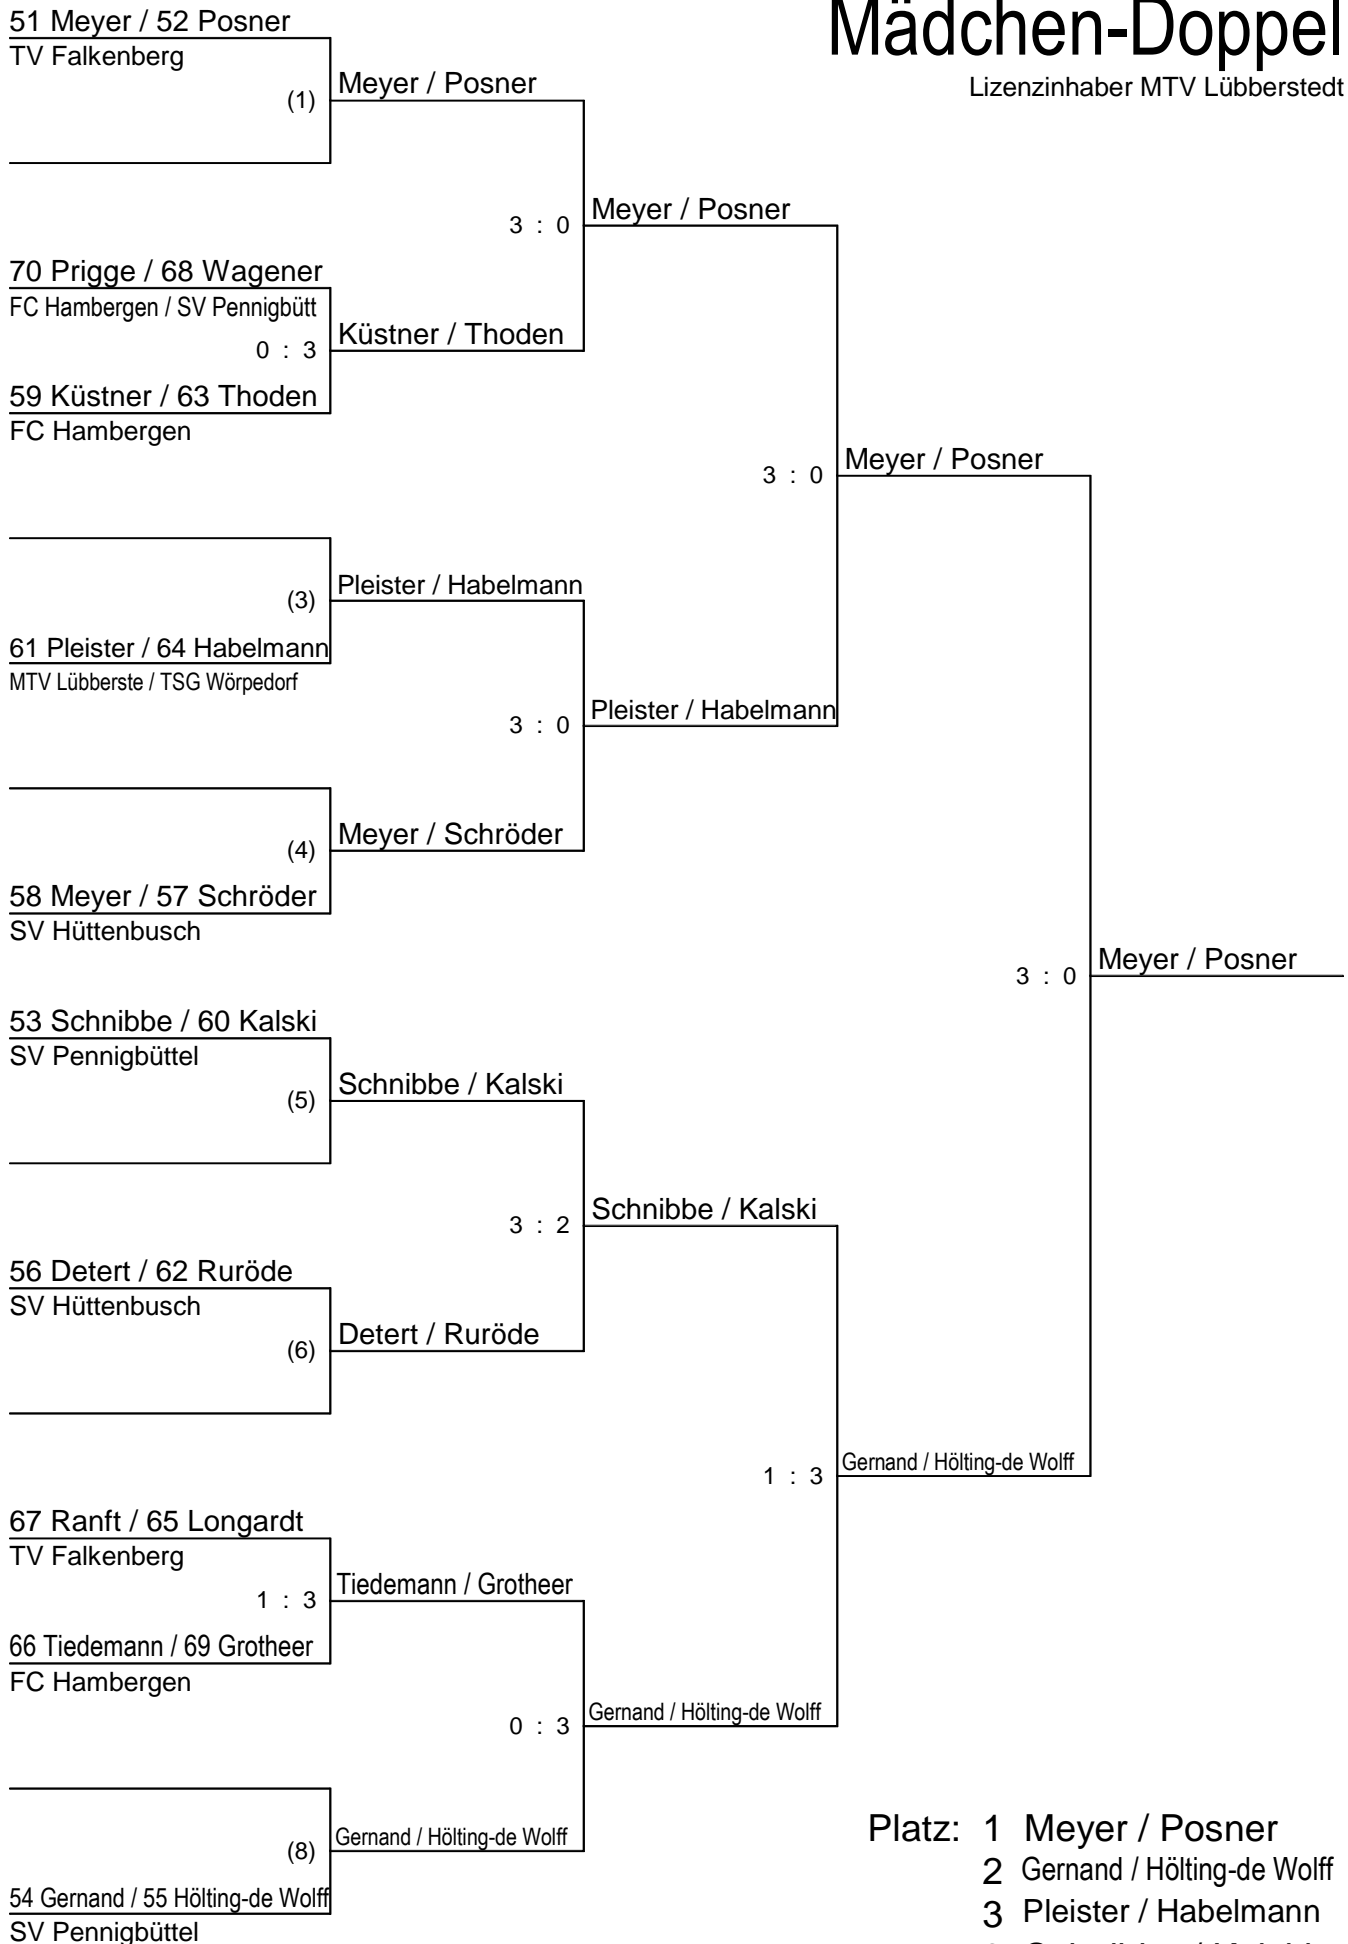 Mädchen-Doppel
Lizenzinhaber MTV Lübberstedt
51 Meyer / 52 Posner
TV Falkenberg
(1)
Meyer / Posner
3 : 0
Meyer / Posner
70 Prigge / 68 Wagener
FC Hambergen / SV Pennigbütt
0 : 3
Küstner / Thoden
59 Küstner / 63 Thoden
FC Hambergen
3 : 0
Meyer / Posner
(3)
Pleister / Habelmann
61 Pleister / 64 Habelmann
MTV Lübberste / TSG Wörpedorf
3 : 0
Pleister / Habelmann
(4)
Meyer / Schröder
58 Meyer / 57 Schröder
SV Hüttenbusch
3 : 0
Meyer / Posner
53 Schnibbe / 60 Kalski
SV Pennigbüttel
(5)
Schnibbe / Kalski
3 : 2
Schnibbe / Kalski
56 Detert / 62 Ruröde
SV Hüttenbusch
(6)
Detert / Ruröde
1 : 3
Gernand / Hölting-de Wolff
67 Ranft / 65 Longardt
TV Falkenberg
1 : 3
Tiedemann / Grotheer
66 Tiedemann / 69 Grotheer
FC Hambergen
0 : 3
Gernand / Hölting-de Wolff
(8)
Gernand / Hölting-de Wolff
54 Gernand / 55 Hölting-de Wolff
SV Pennigbüttel
Platz: 1 Meyer / Posner
2 Gernand / Hölting-de Wolff
3 Pleister / Habelmann